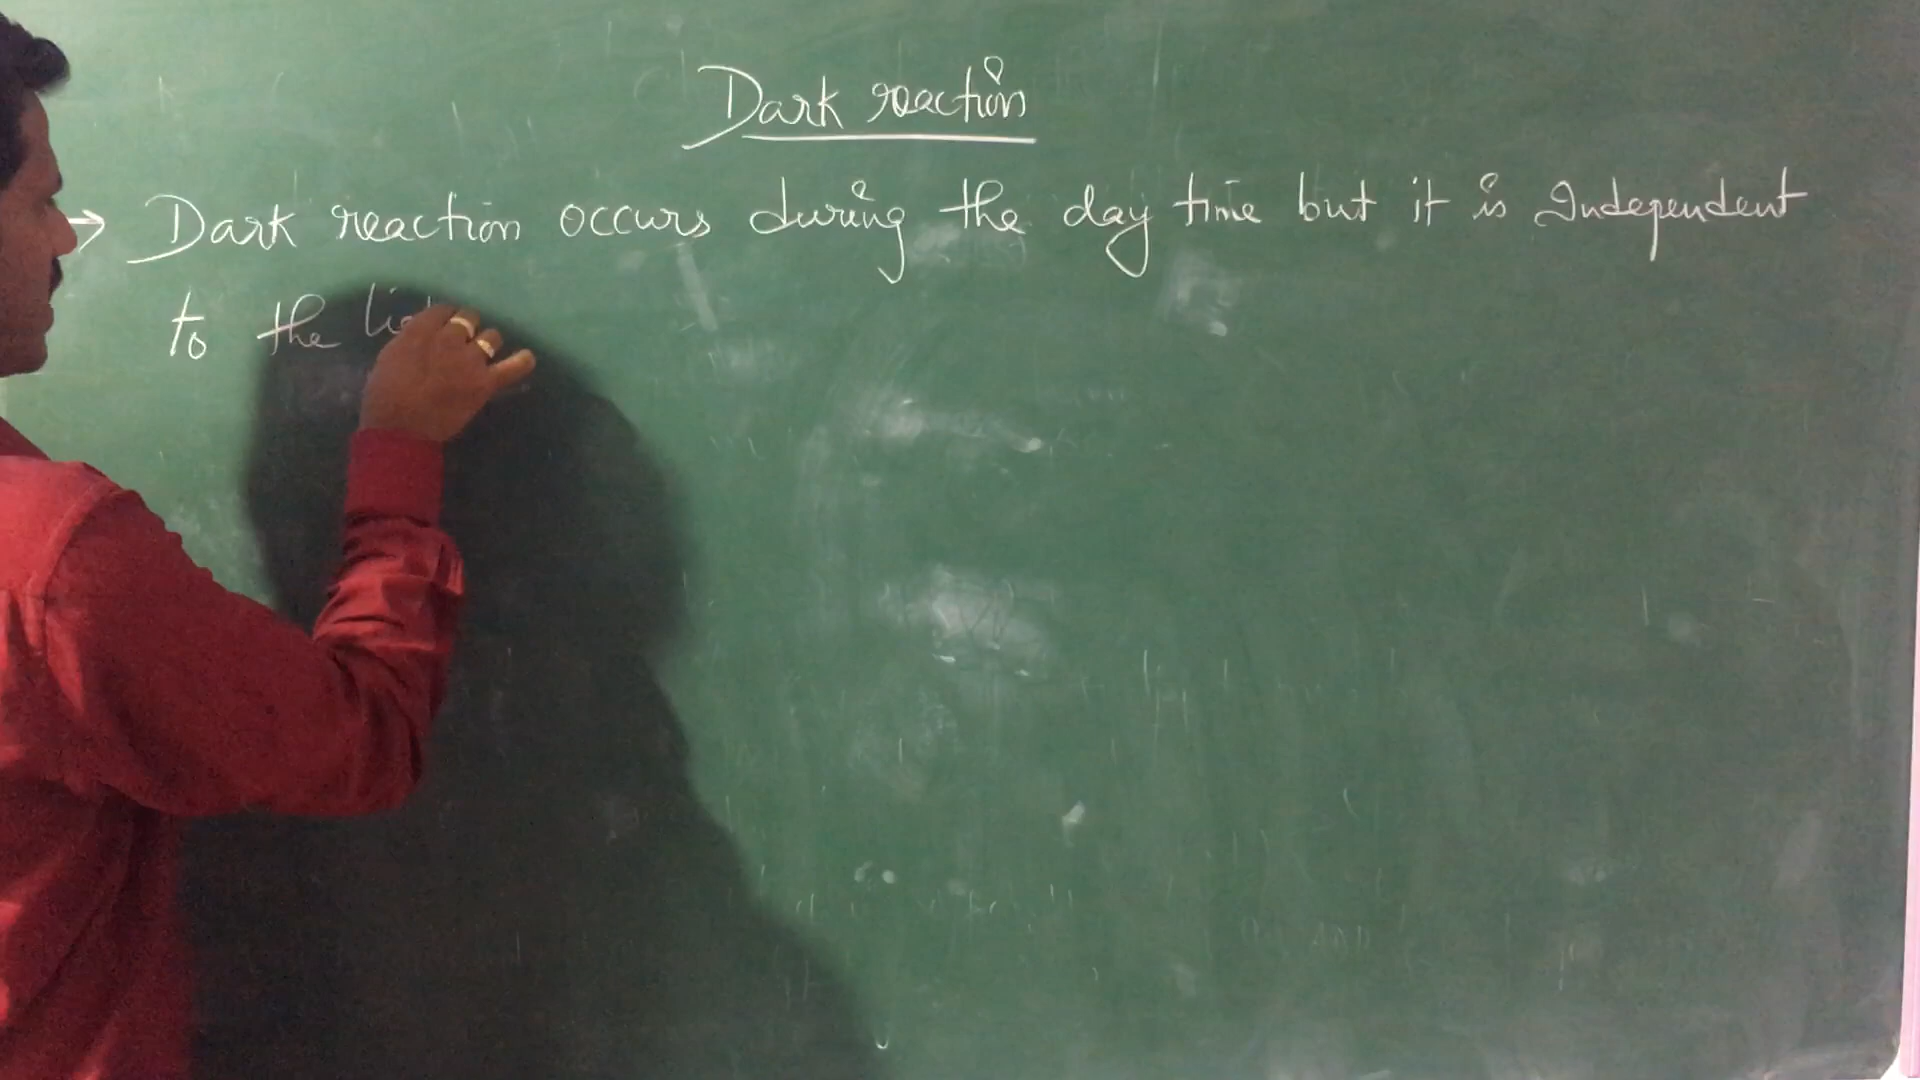 Dark reaction
→ Dark reaction occurs during the day time but it is Independent
to the